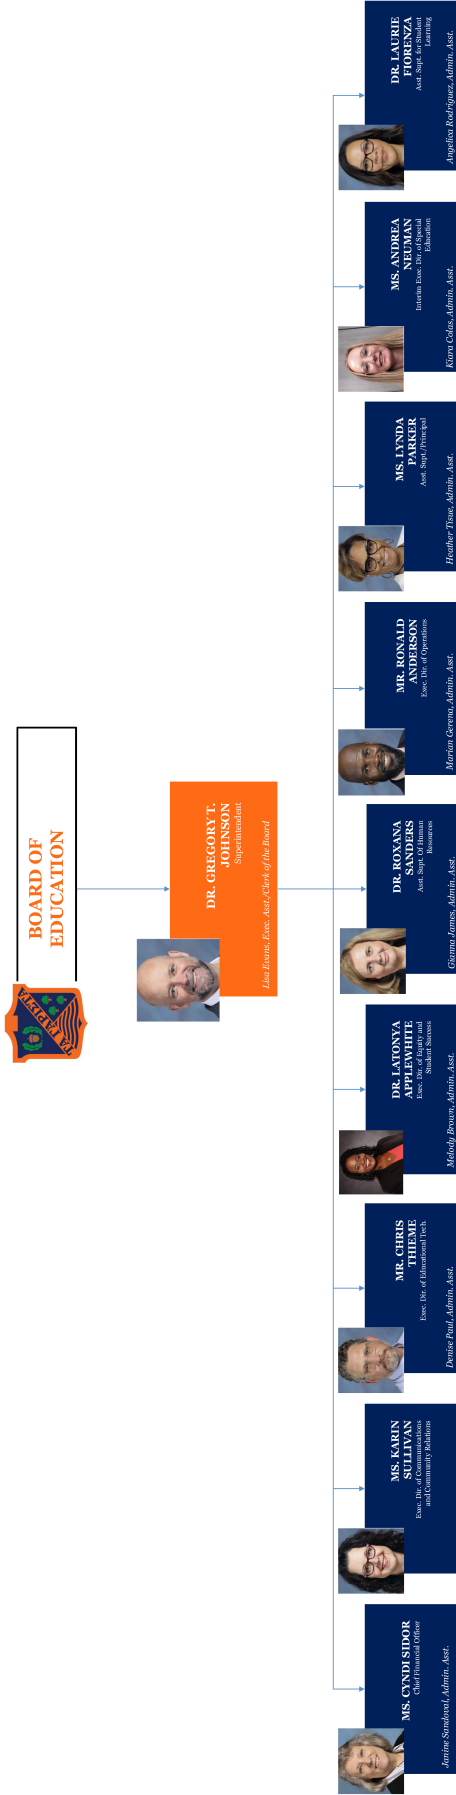 BOARD OF
EDUCATION
DR. GREGORY T.
JOHNSON
Superintendent
Lisa Evans, Exec. Asst./Clerk of the Board
MS. CYNDI SIDOR
Chief Financial Officer
Janine Sandoval, Admin. Asst.
MS. KARIN
SULLIVAN
Exec. Dir. of Communications
and Community Relations
MR. CHRIS
THIEME
Exec. Dir. of Educational Tech.
Denise Paul, Admin. Asst.
DR. LATONYA
APPLEWHITE
Exec. Dir. of Equity and
Student Success
Melody Brown, Admin. Asst.
DR. ROXANA
SANDERS
Asst. Supt. Of Human
Resources
Gianna James, Admin. Asst.
MR. RONALD
ANDERSON
Exec. Dir. of Operations
Marian Gerena, Admin. Asst.
MS. LYNDA
PARKER
Asst. Supt./Principal
Heather Tisue, Admin. Asst.
MS. ANDREA
NEUMAN
Interim Exec. Dir. of Special
Education
Kiara Colas, Admin. Asst.
DR. LAURIE
FIORENZA
Asst. Supt. for Student
Learning
Angelica Rodriguez, Admin. Asst.